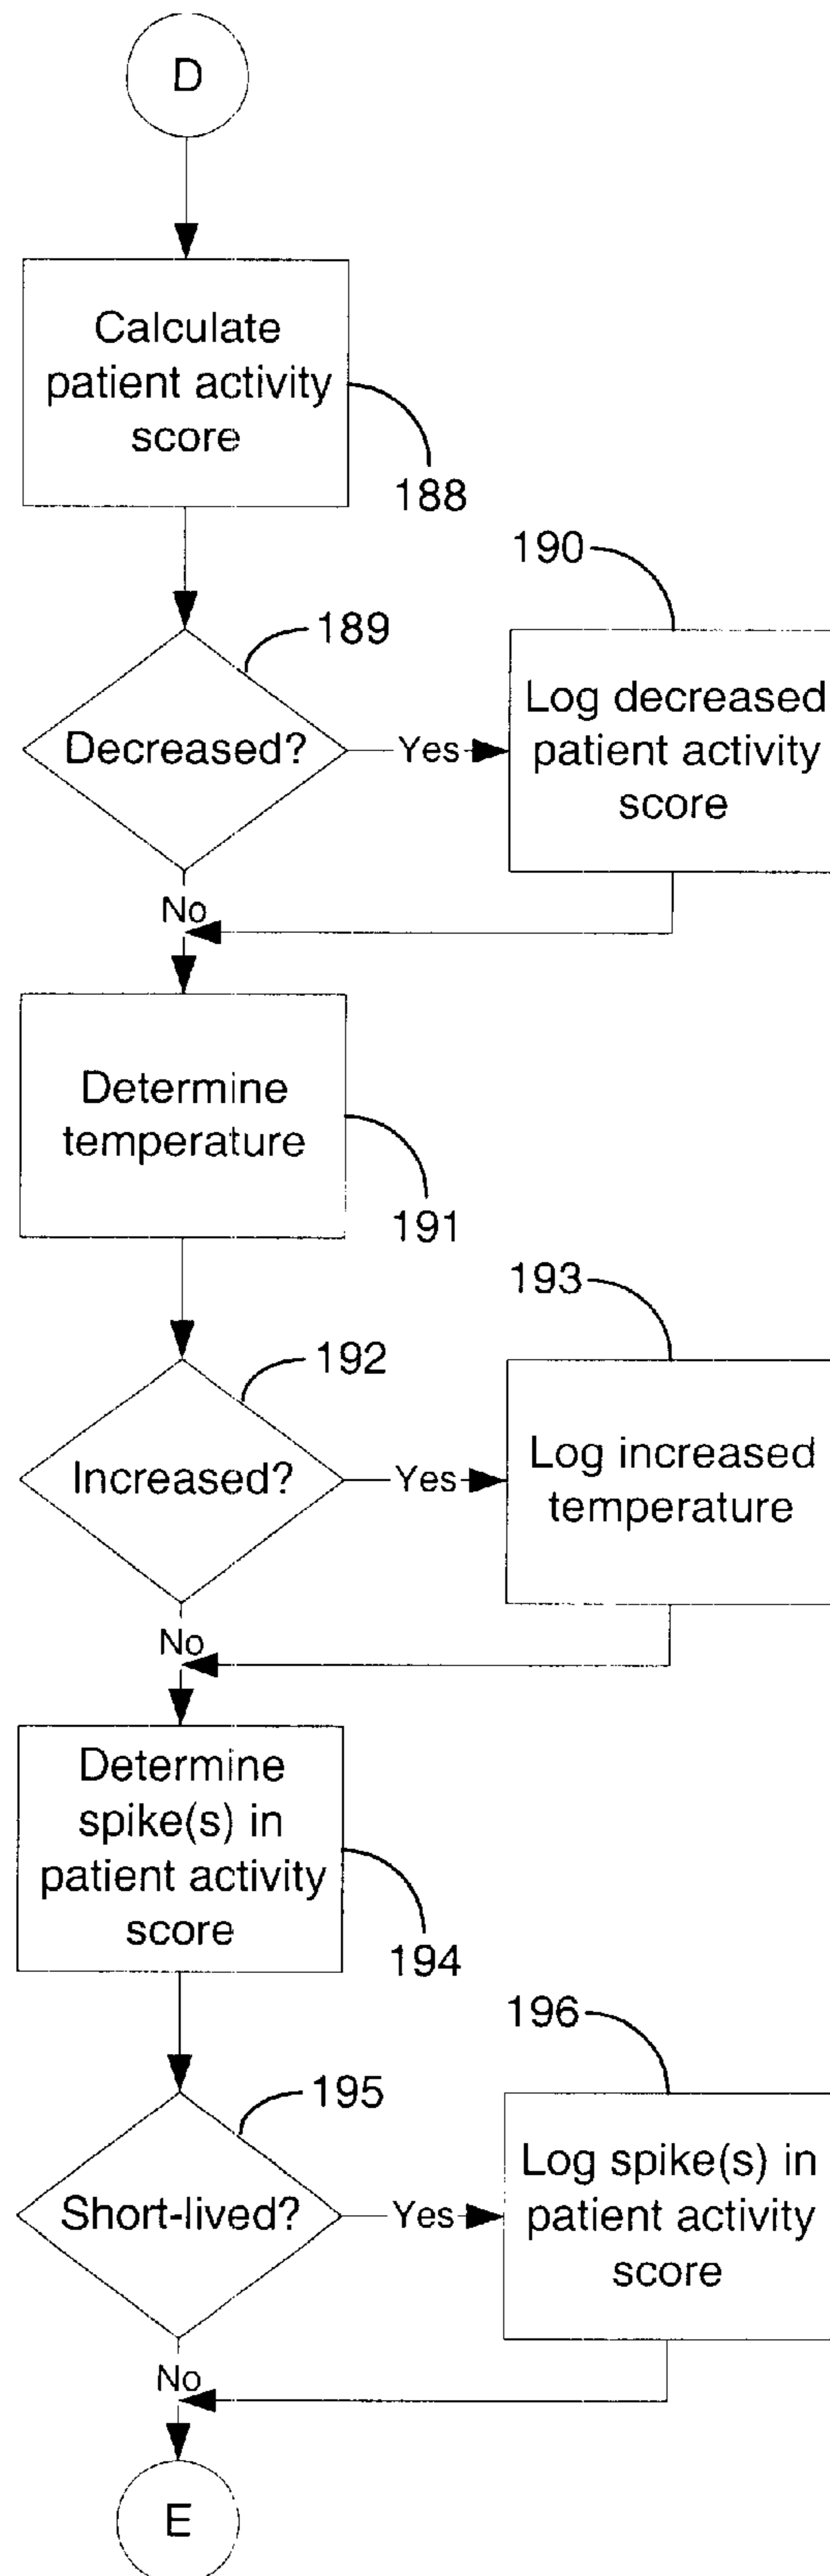 D
Calculate
patient activity
score
188
189
190
Decreased?
Yes
Log decreased
patient activity
score
No
Determine
temperature
191
192
193
Increased?
Yes
Log increased
temperature
No
Determine
spike(s) in
patient activity
score
194
195
196
Short-lived?
Yes
Log spike(s) in
patient activity
score
No
E